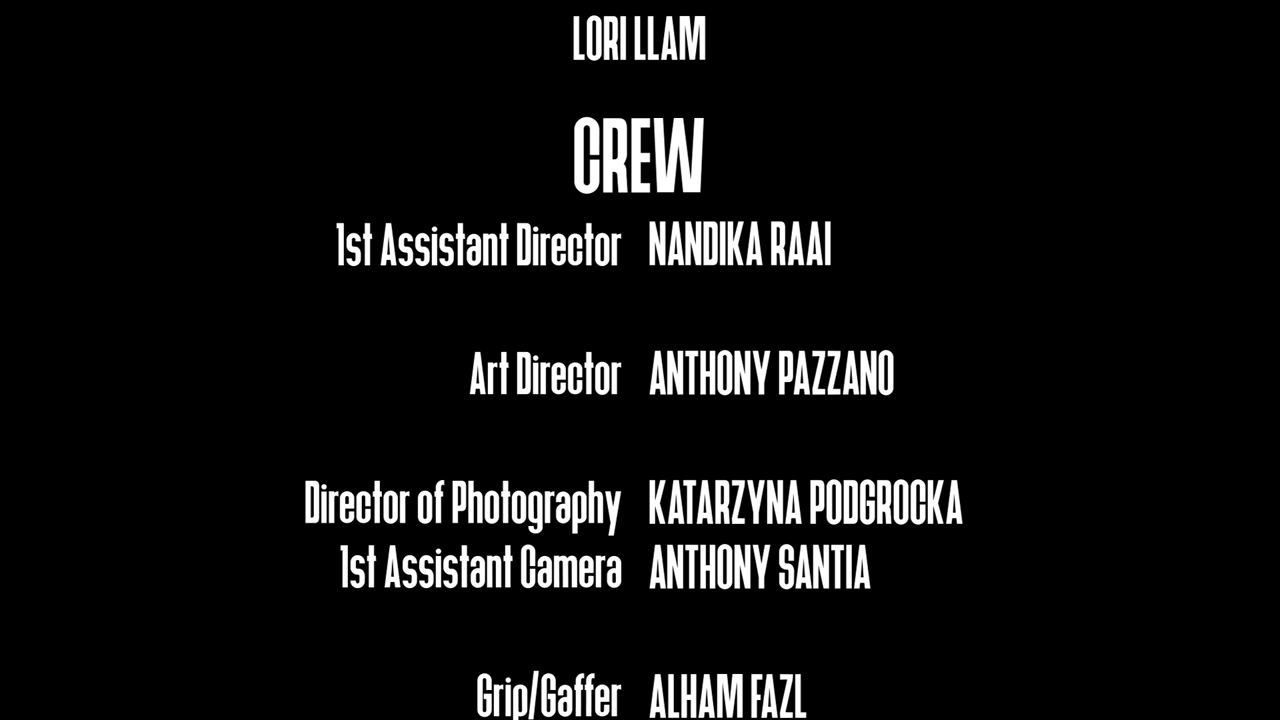 LORI LLAM
CREW
1st Assistant Director NANDIKA RAAI
Art Director ANTHONY PAZZANO
Director of Photography KATARZYNA PODGROCKA
1st Assistant Camera ANTHONY SANTIA
Grip/Gaffer ALHAM FAZL